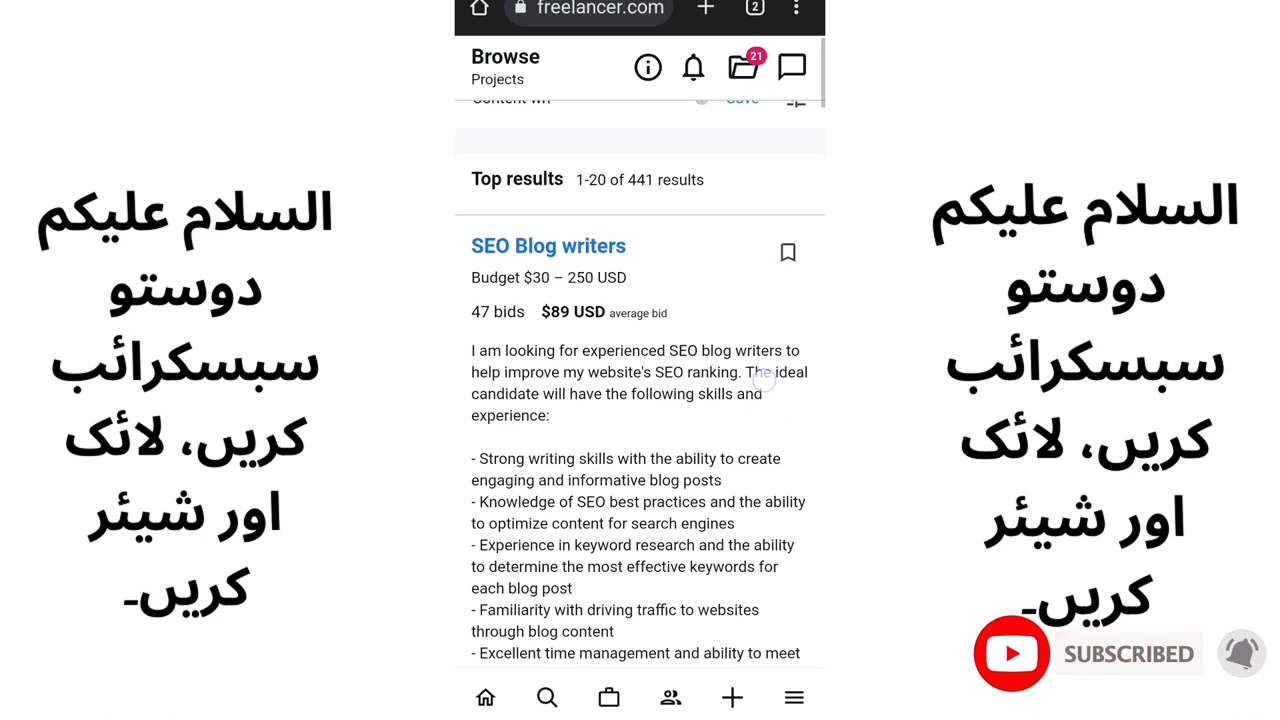 freelancer.com
2
Browse
Projects
21
Content wri
Save
Top results 1-20 of 441 results
SEO Blog writers
Budget $30 – 250 USD
47 bids $89 USD average bid
I am looking for experienced SEO blog writers to
help improve my website's SEO ranking. The ideal
candidate will have the following skills and
experience:
- Strong writing skills with the ability to create
engaging and informative blog posts
- Knowledge of SEO best practices and the ability
to optimize content for search engines
- Experience in keyword research and the ability
to determine the most effective keywords for
each blog post
- Familiarity with driving traffic to websites
through blog content
- Excellent time management and ability to meet
السلام علیکم
دوستو
سبسکرائب
کریں، لائک
اور شیئر
کریں۔
السلام علیکم
دوستو
سبسکرائب
کریں، لائک
اور شیئر
کریں۔
SUBSCRIBED